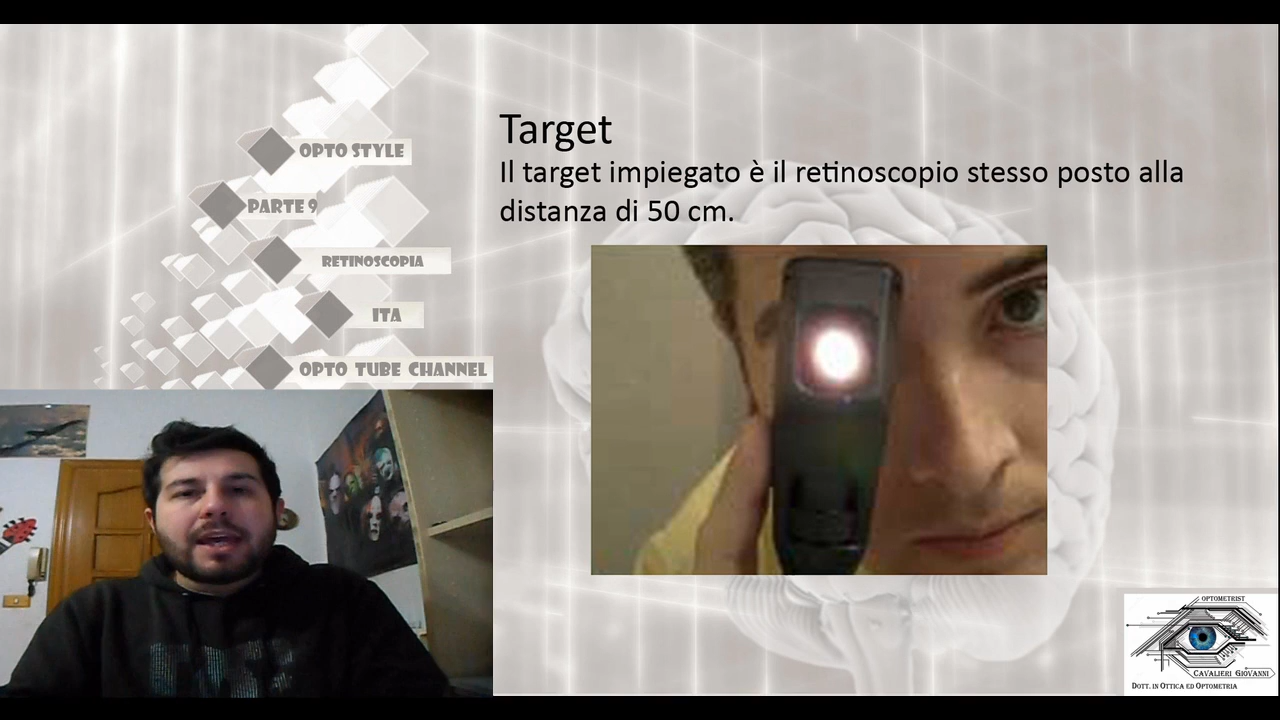 OPTO STYLE
PARTE 9
RETINOSCOPIA
ITA
OPTO TUBE CHANNEL
Target
Il target impiegato è il retinoscopio stesso posto alla
distanza di 50 cm.
OPTOMETRIST
CAVALIERI GIOVANNI
DOTT. IN OTTICA ED OPTOMETRIA